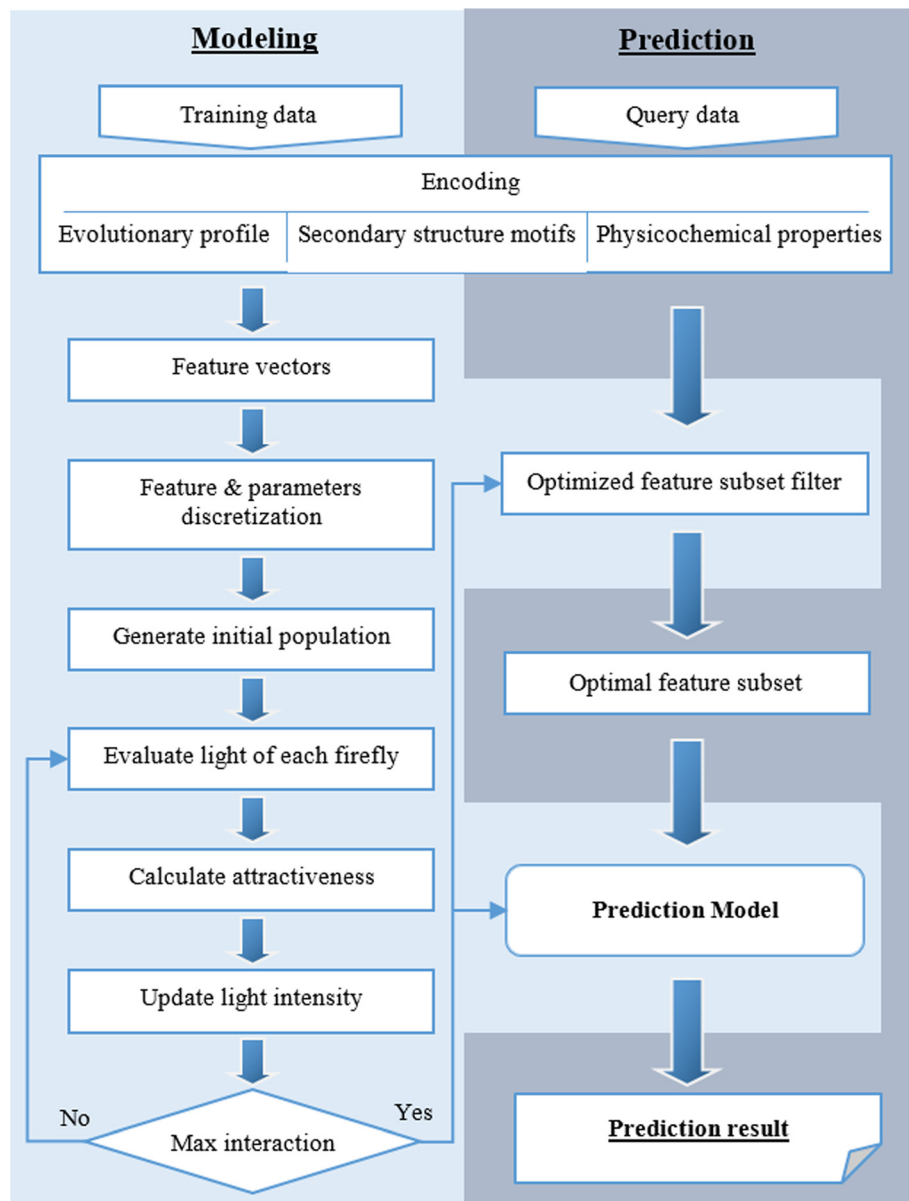 Modeling
Prediction
Training data
Query data
Encoding
Evolutionary profile
Secondary structure motifs
Physicochemical properties
Feature vectors
Feature & parameters
discretization
Optimized feature subset filter
Generate initial population
Optimal feature subset
Evaluate light of each firefly
Calculate attractiveness
Prediction Model
Update light intensity
No
Yes
Max interaction
Prediction result